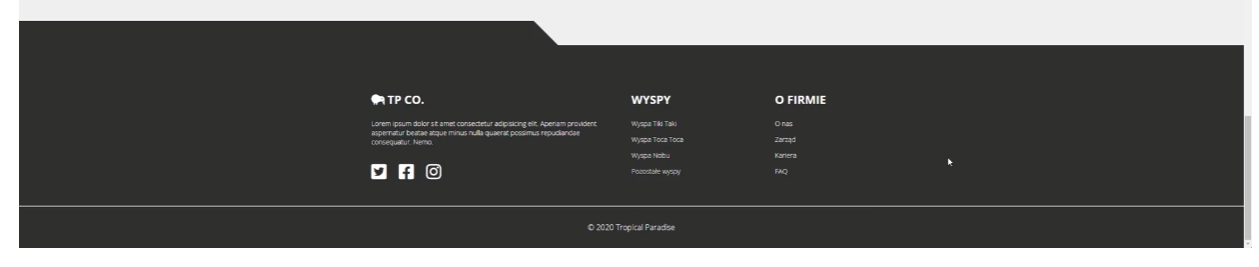 TP CO.
Lorem ipsum dolor sit amet consectetur adipisicing elit. Aperiam provident
aspernatur beatae atque minus nulla quaerat possimus repudiandae
consequatur. Nemo.
WYSPY
Wyspa Tiki Taki
Wyspa Toca Toca
Wyspa Nobu
Pozostałe wyspy
O FIRMIE
O nas
Zarząd
Kariera
FAQ
© 2020 Tropical Paradise